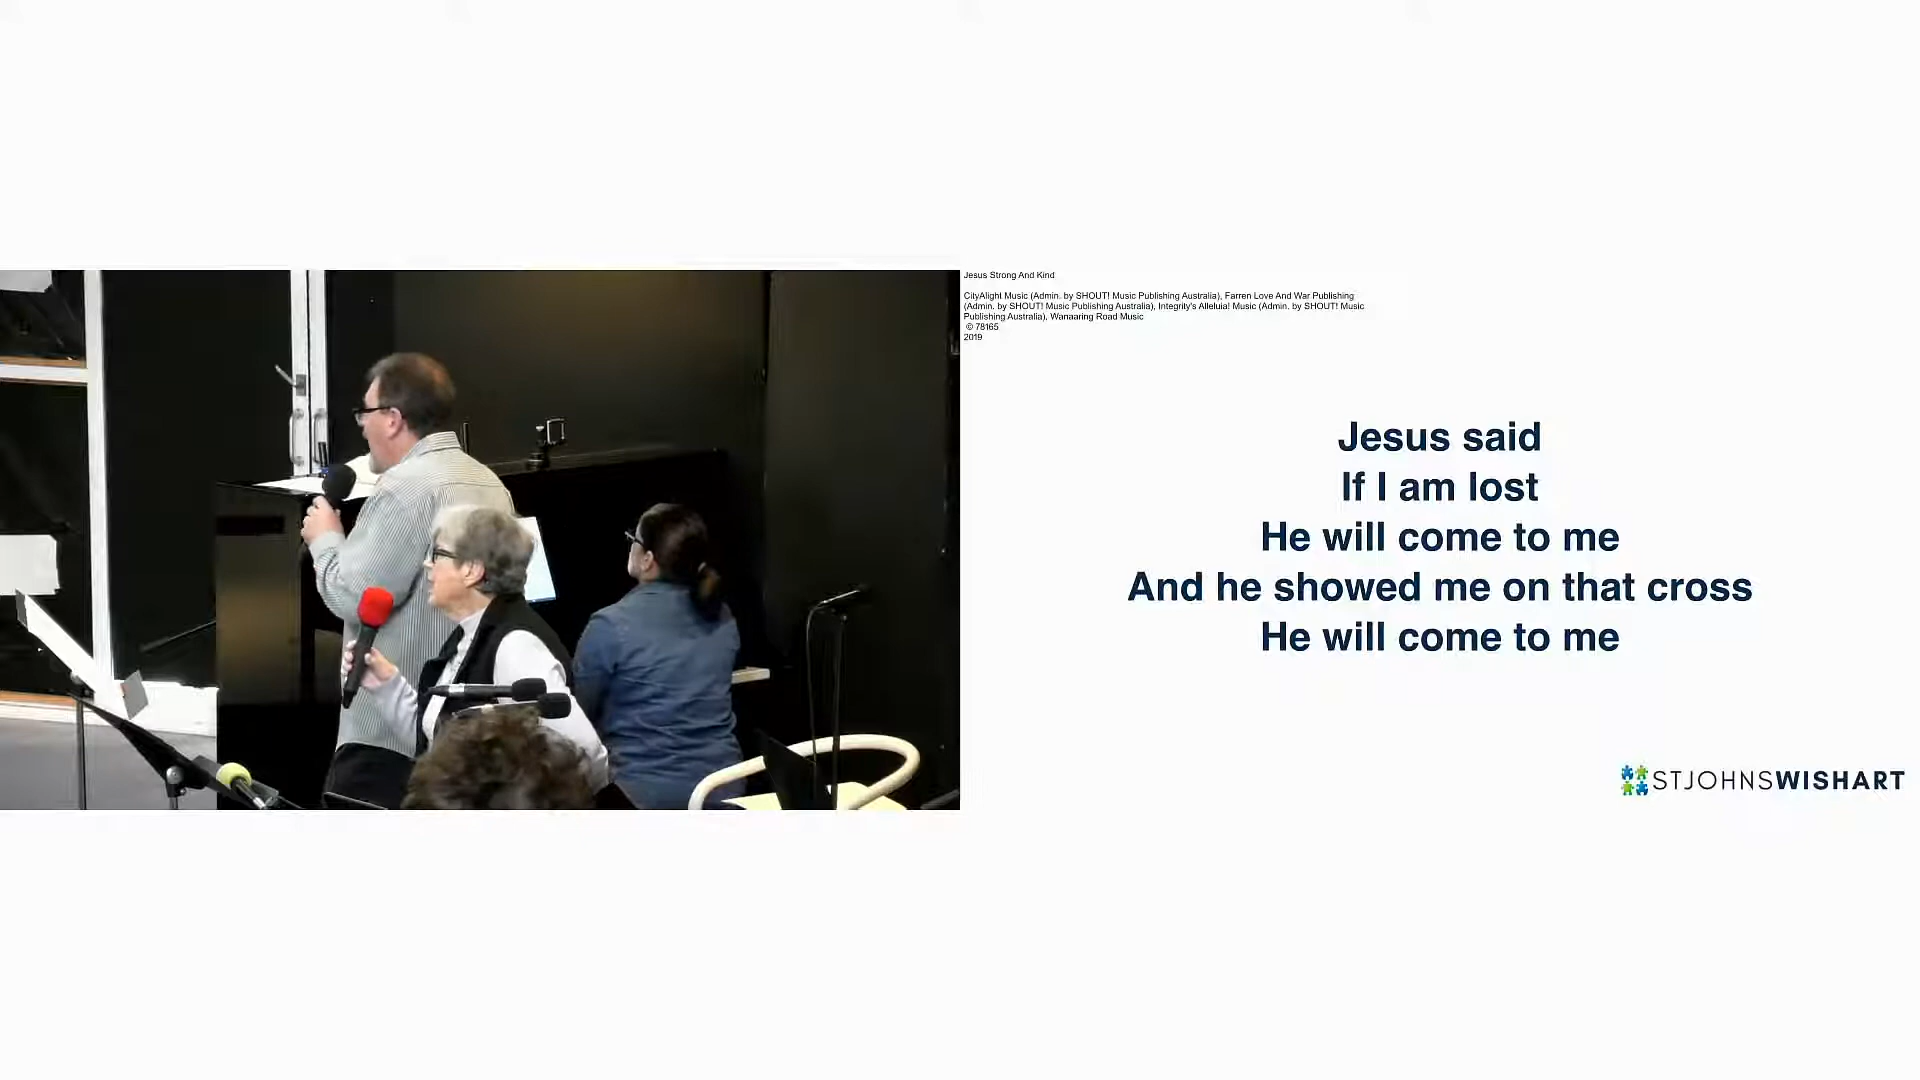 Jesus Strong And Kind
CityAlight Music (Admin. by SHOUT! Music Publishing Australia), Farren Love And War Publishing
(Admin. by SHOUT! Music Publishing Australia), Integrity's Alleluia! Music (Admin. by SHOUT! Music
Publishing Australia), Wanaaring Road Music
© 78165
2019
Jesus said
If I am lost
He will come to me
And he showed me on that cross
He will come to me
STJOHNSWISHART